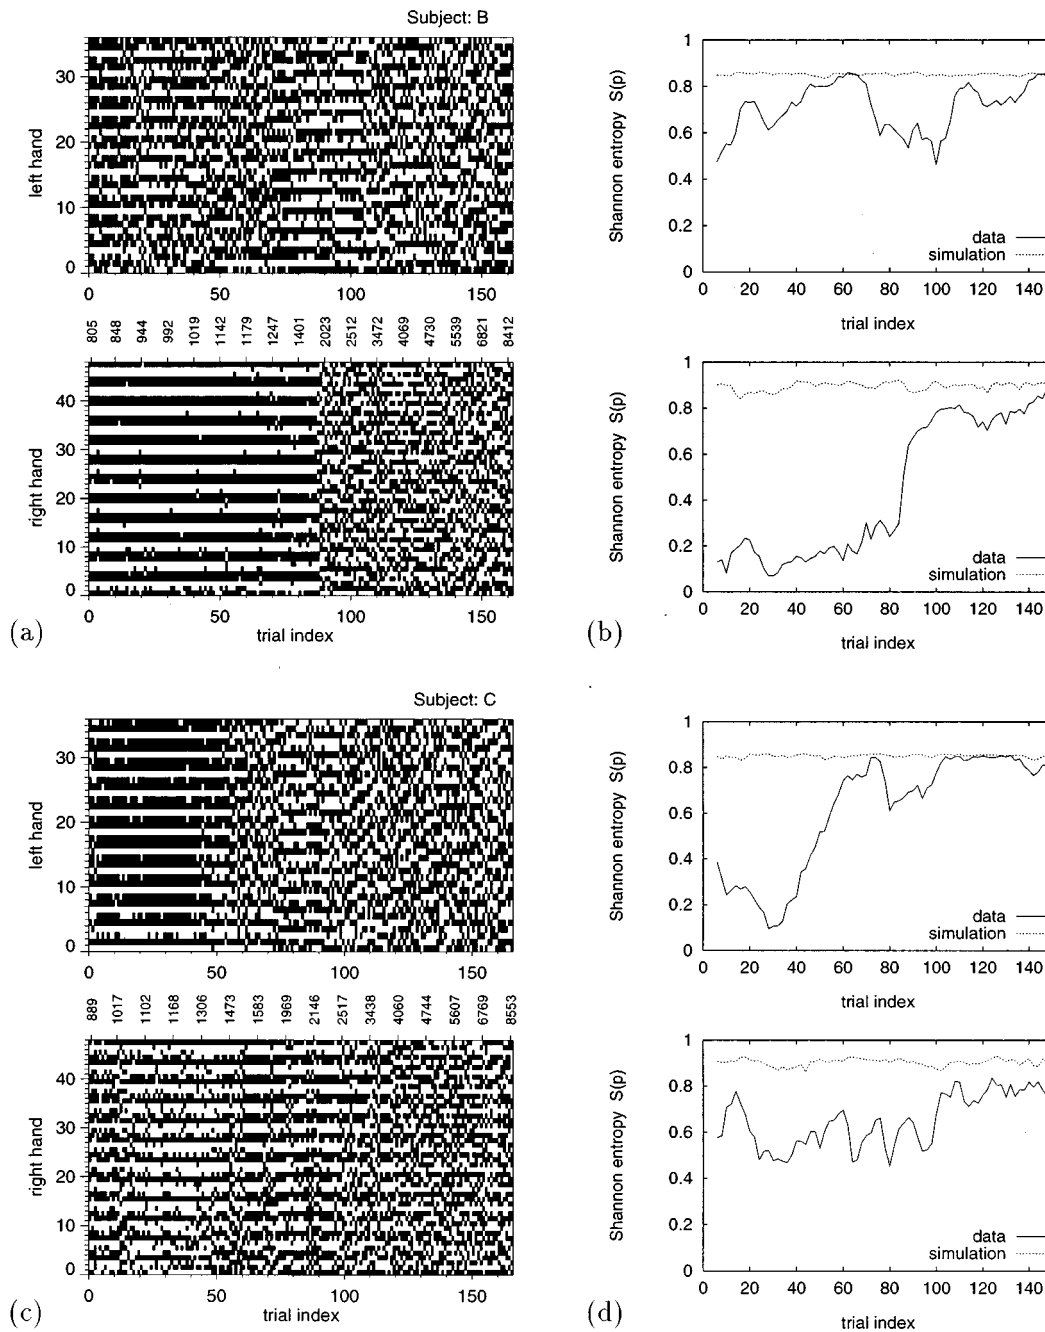 Subject: B
left hand
30
20
10
0
0 50 100 150
805 848 944 992 1019 1142 1179 1247 1401 2023 2512 3472 4069 4730 5539 6821 8412
right hand
40
30
20
10
0
0 50 100 150
trial index
(a)
Shannon entropy S(p)
1
0.8
0.6
0.4
0.2
0
data
simulation
0 20 40 60 80 100 120 140
trial index
Shannon entropy S(p)
1
0.8
0.6
0.4
0.2
0
data
simulation
0 20 40 60 80 100 120 140
trial index
(b)
Subject: C
left hand
30
20
10
0
0 50 100 150
889 1017 1102 1168 1306 1473 1583 1969 2146 2517 3438 4060 4744 5607 6769 8553
right hand
40
30
20
10
0
0 50 100 150
trial index
(c)
Shannon entropy S(p)
1
0.8
0.6
0.4
0.2
0
data
simulation
0 20 40 60 80 100 120 140
trial index
Shannon entropy S(p)
1
0.8
0.6
0.4
0.2
0
data
simulation
0 20 40 60 80 100 120 140
trial index
(d)